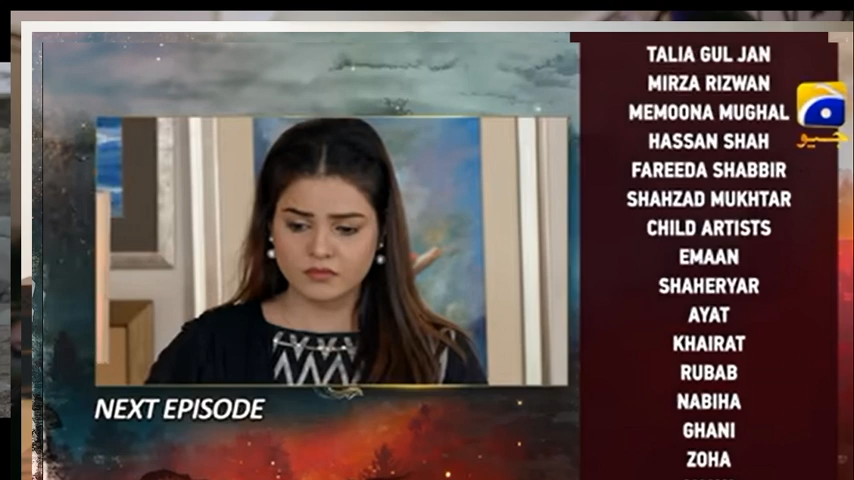 TALIA GUL JAN
MIRZA RIZWAN
MEMOONA MUGHAL
HASSAN SHAH
FAREEDA SHABBIR
SHAHZAD MUKHTAR
CHILD ARTISTS
EMAAN
SHAHERYAR
AYAT
KHAIRAT
RUBAB
NABIHA
GHANI
ZOHA
جیو
NEXT EPISODE